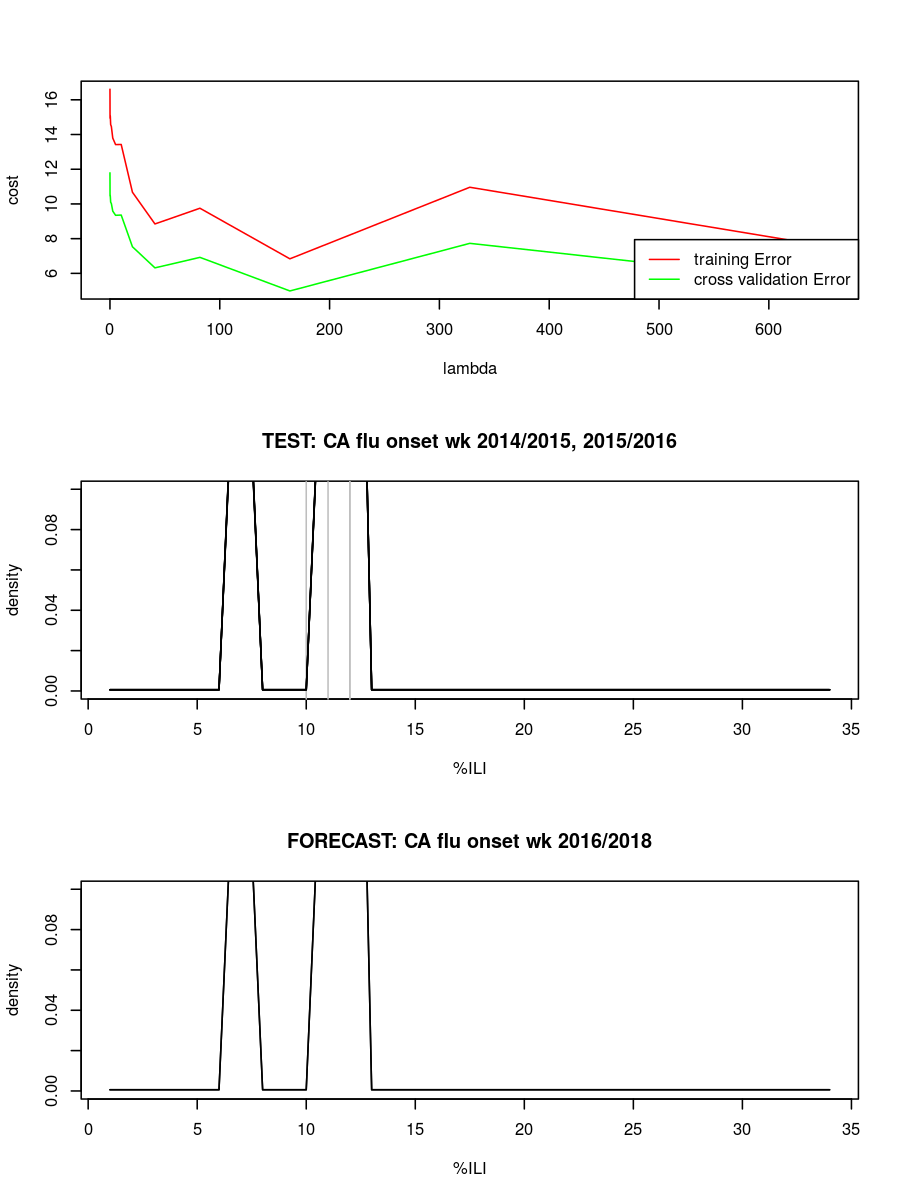 16
14
12
10
8
6
cost
0 100 200 300 400 500 600
lambda
training Error
cross validation Error
TEST: CA flu onset wk 2014/2015, 2015/2016
0.08
0.04
0.00
density
0 5 10 15 20 25 30 35
%ILI
FORECAST: CA flu onset wk 2016/2018
0.08
0.04
0.00
density
0 5 10 15 20 25 30 35
%ILI